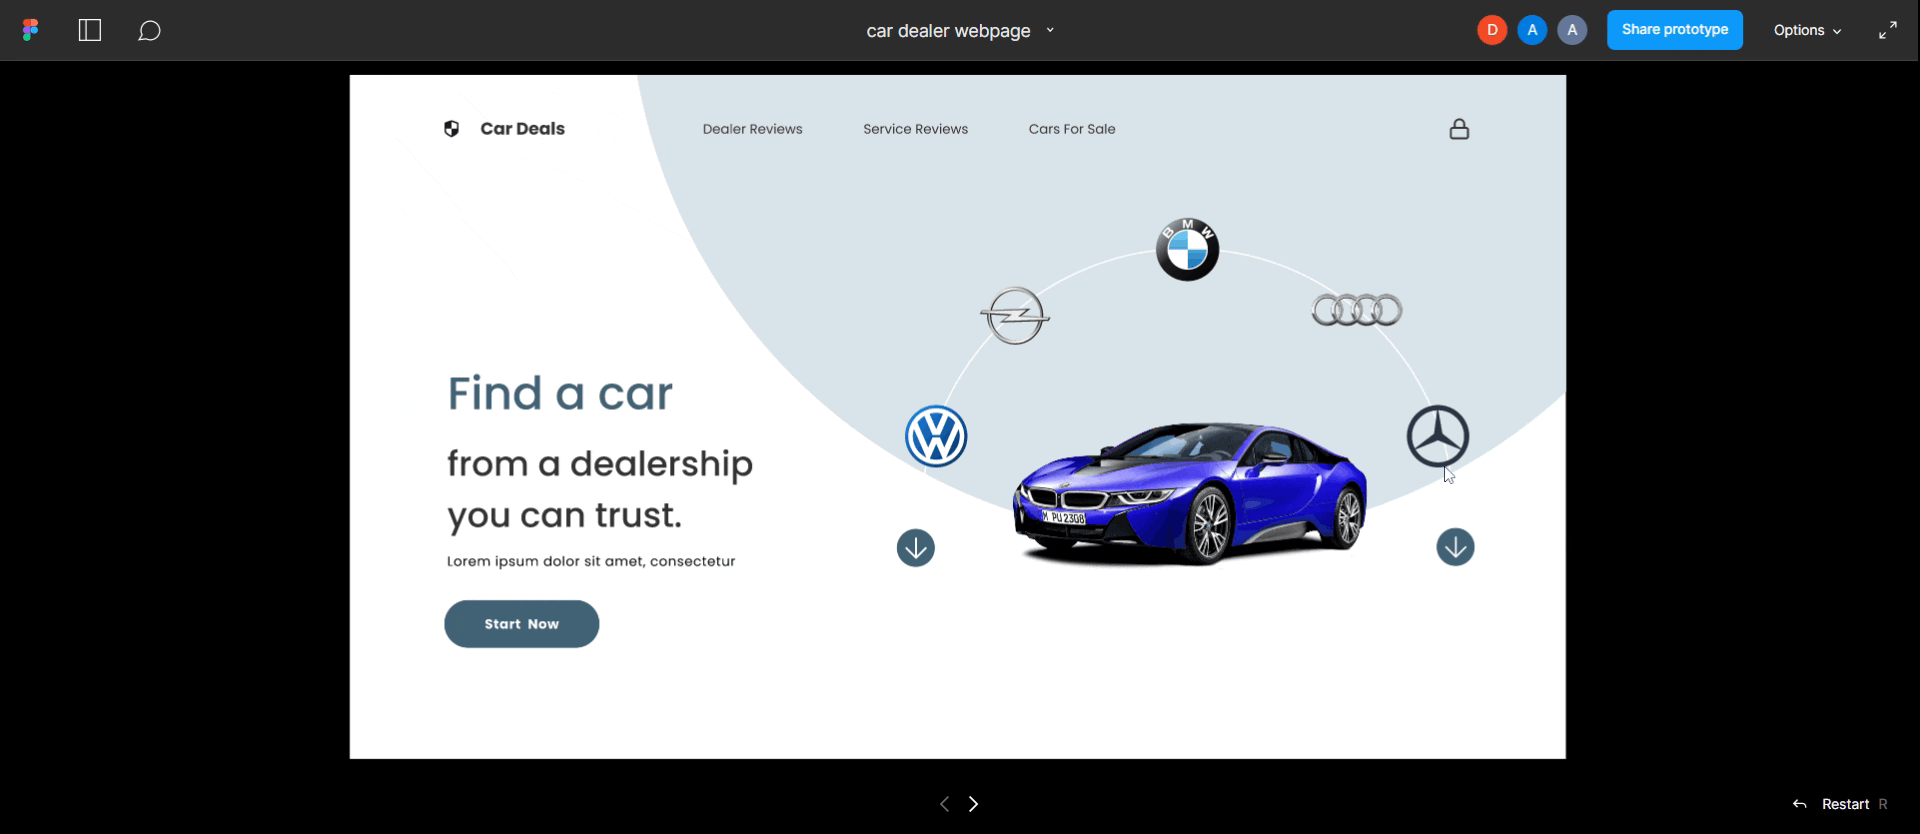 car dealer webpage
D
A
A
Share prototype
Options
Car Deals
Dealer Reviews
Service Reviews
Cars For Sale
BMW
Find a car
from a dealership
you can trust.
Lorem ipsum dolor sit amet, consectetur
Start Now
M PU 2308
Restart R